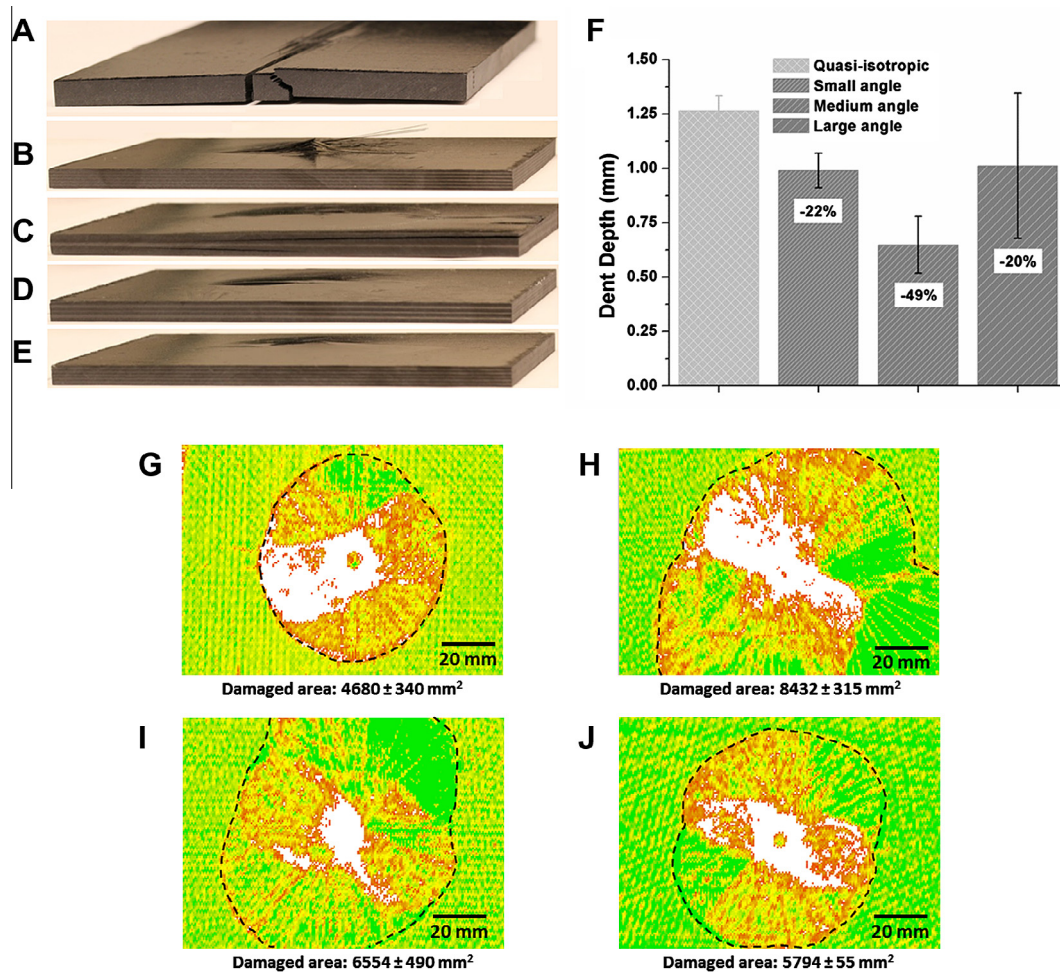 A
B
C
D
E
F
1.50
1.25
1.00
0.75
0.50
0.25
0.00
Dent Depth (mm)
Quasi-isotropic
Small angle
Medium angle
Large angle
-22%
-49%
-20%
G
20 mm
Damaged area: 4680 ± 340 mm²
H
20 mm
Damaged area: 8432 ± 315 mm²
I
20 mm
Damaged area: 6554 ± 490 mm²
J
20 mm
Damaged area: 5794 ± 55 mm²